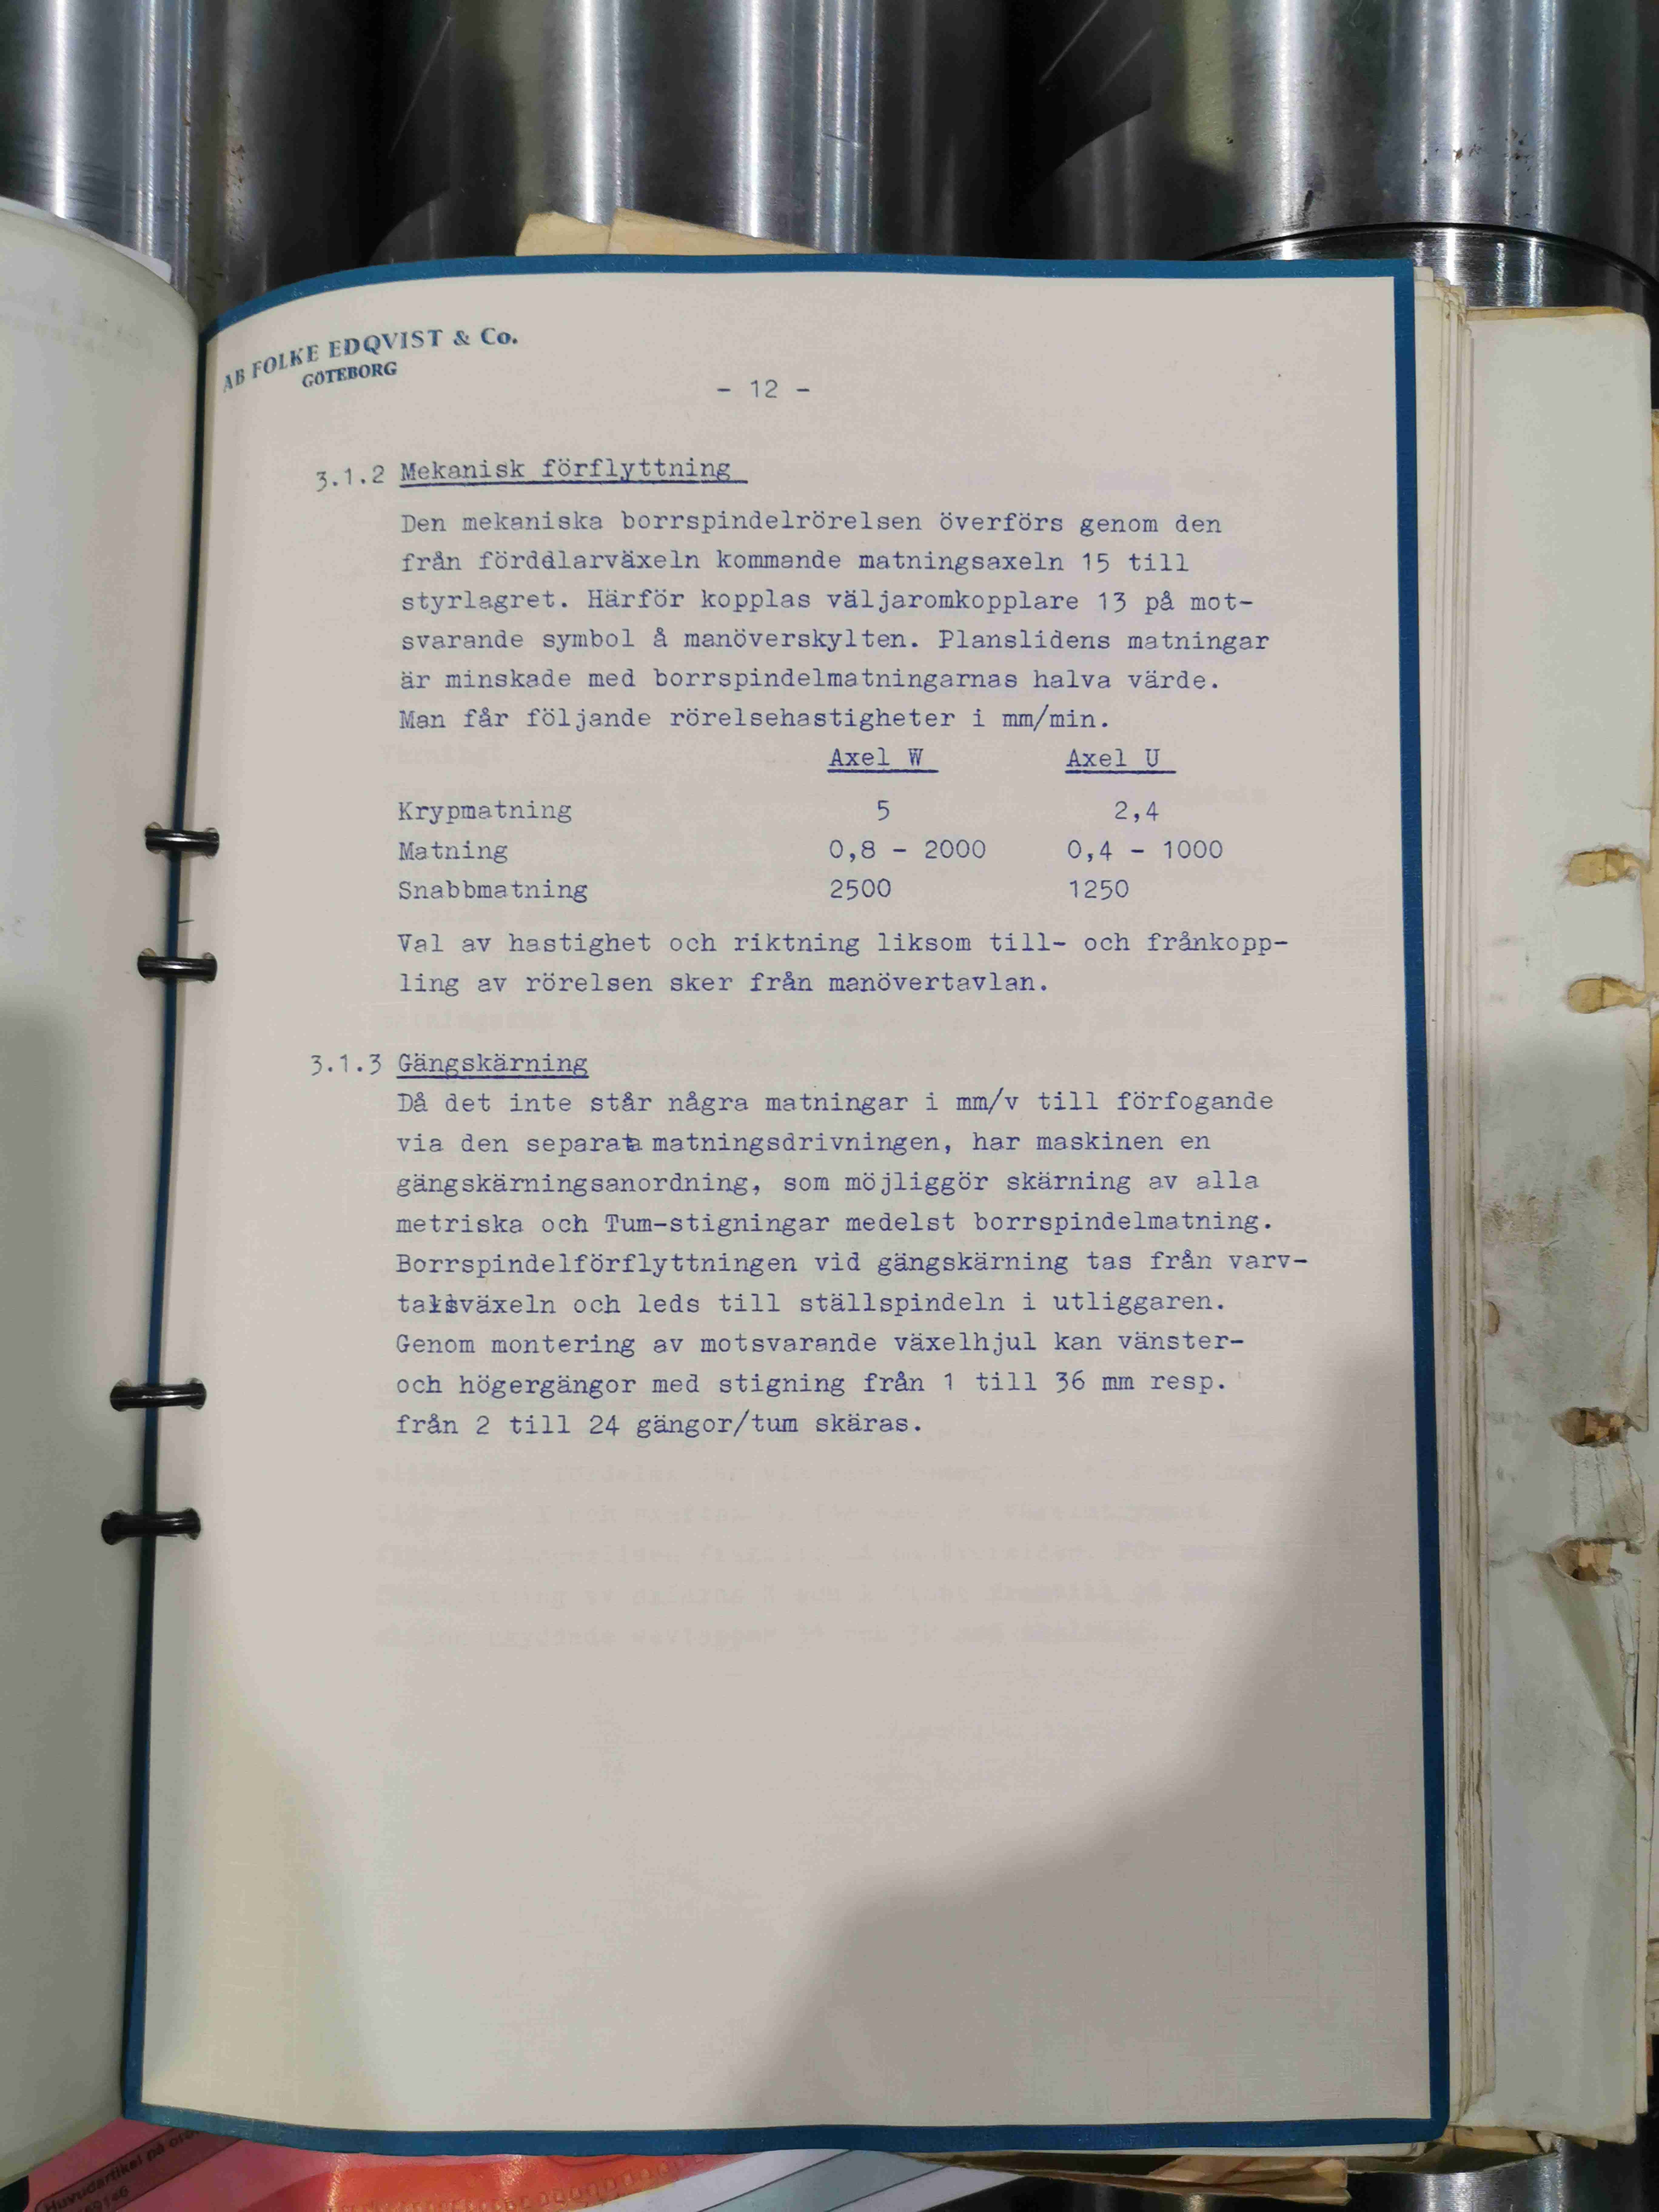 AB FOLKE EDQVIST & Co.
GÖTEBORG
- 12 -
3.1.2 Mekanisk förflyttning
Den mekaniska borrspindelrörelsen överförs genom den
från fördelarväxeln kommande matningsaxeln 15 till
styrlagret. Härför kopplas väljaromkopplare 13 på mot-
svarande symbol å manöverskylten. Planslidens matningar
är minskade med borrspindelmatningarnas halva värde.
Man får följande rörelsehastigheter i mm/min.
Axel W Axel U
Krypmatning 5 2,4
Matning 0,8 - 2000 0,4 - 1000
Snabbmatning 2500 1250
Val av hastighet och riktning liksom till- och frånkopp-
ling av rörelsen sker från manövertavlan.
3.1.3 Gängskärning
Då det inte står några matningar i mm/v till förfogande
via den separata matningsdrivningen, har maskinen en
gängskärningsanordning, som möjliggör skärning av alla
metriska och Tum-stigningar medelst borrspindelmatning.
Borrspindelförflyttningen vid gängskärning tas från varv-
talsväxeln och leds till ställspindeln i utliggaren.
Genom montering av motsvarande växelhjul kan vänster-
och högergängor med stigning från 1 till 36 mm resp.
från 2 till 24 gängor/tum skäras.
Huvudartikel på